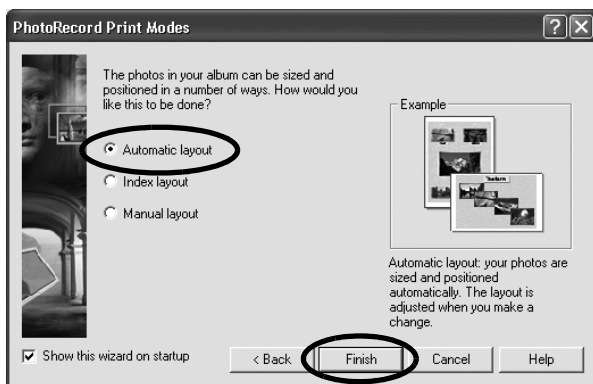 PhotoRecord Print Modes
The photos in your album can be sized and
positioned in a number of ways. How would you
like this to be done?
Automatic layout
Index layout
Manual layout
Example
Automatic layout: your photos are
sized and positioned
automatically. The layout is
adjusted when you make a
change.
Show this wizard on startup
< Back
Finish
Cancel
Help